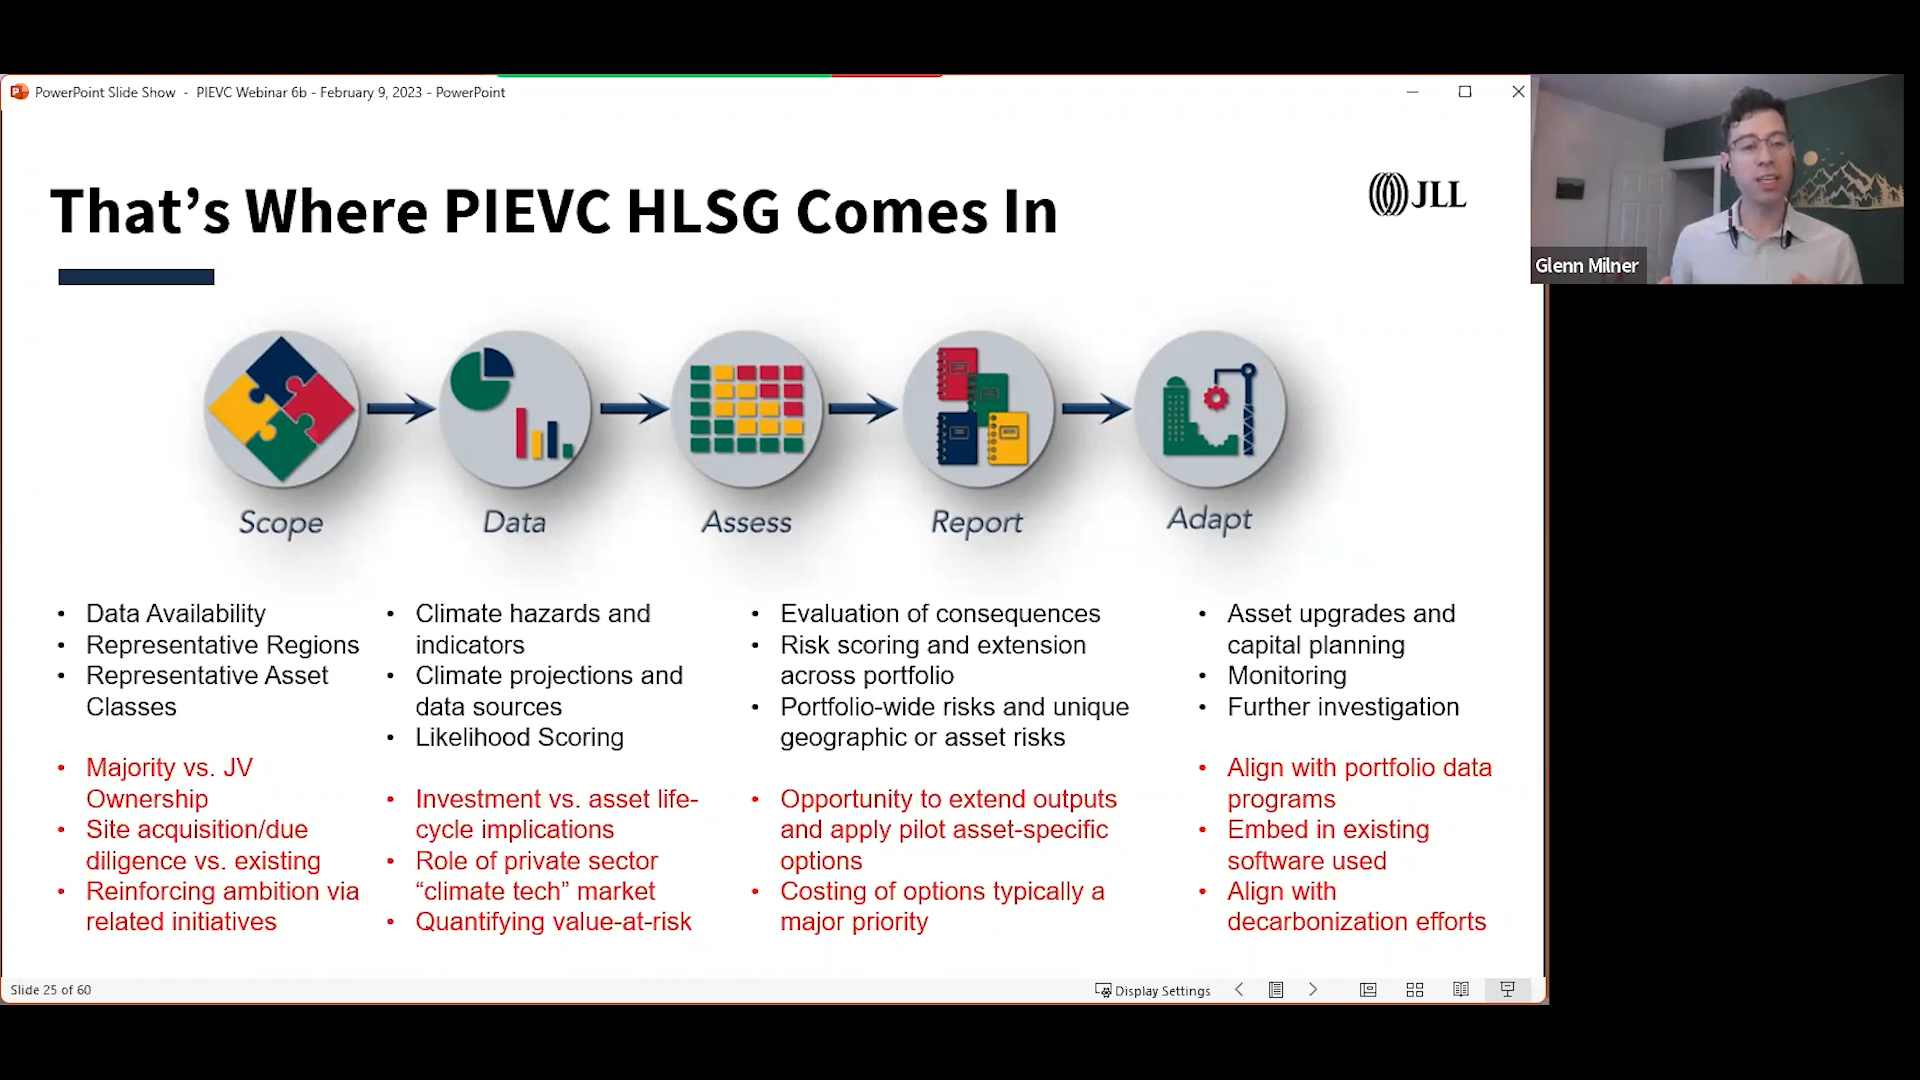 PowerPoint Slide Show - PIEVC Webinar 6b - February 9, 2023 - PowerPoint
That's Where PIEVC HLSG Comes In
JLL
Glenn Milner
Scope
Data
Assess
Report
Adapt
• Data Availability
• Representative Regions
• Representative Asset
Classes
• Majority vs. JV
Ownership
• Site acquisition/due
diligence vs. existing
• Reinforcing ambition via
related initiatives
• Climate hazards and
indicators
• Climate projections and
data sources
• Likelihood Scoring
• Investment vs. asset life-
cycle implications
• Role of private sector
“climate tech” market
• Quantifying value-at-risk
• Evaluation of consequences
• Risk scoring and extension
across portfolio
• Portfolio-wide risks and unique
geographic or asset risks
• Opportunity to extend outputs
and apply pilot asset-specific
options
• Costing of options typically a
major priority
• Asset upgrades and
capital planning
• Monitoring
• Further investigation
• Align with portfolio data
programs
• Embed in existing
software used
• Align with
decarbonization efforts
Slide 25 of 60
Display Settings